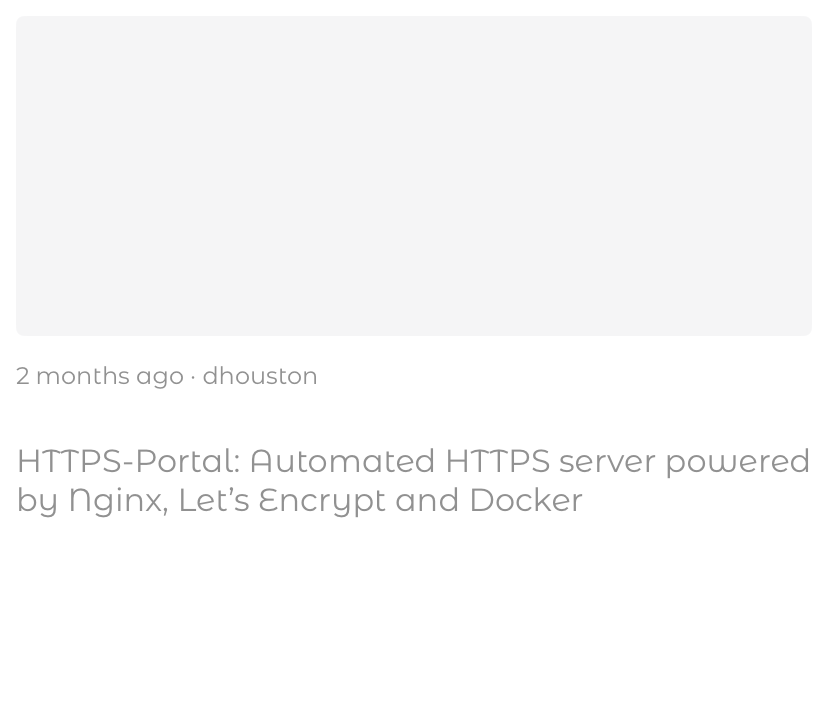 2 months ago · dhouston
HTTPS-Portal: Automated HTTPS server powered
by Nginx, Let’s Encrypt and Docker